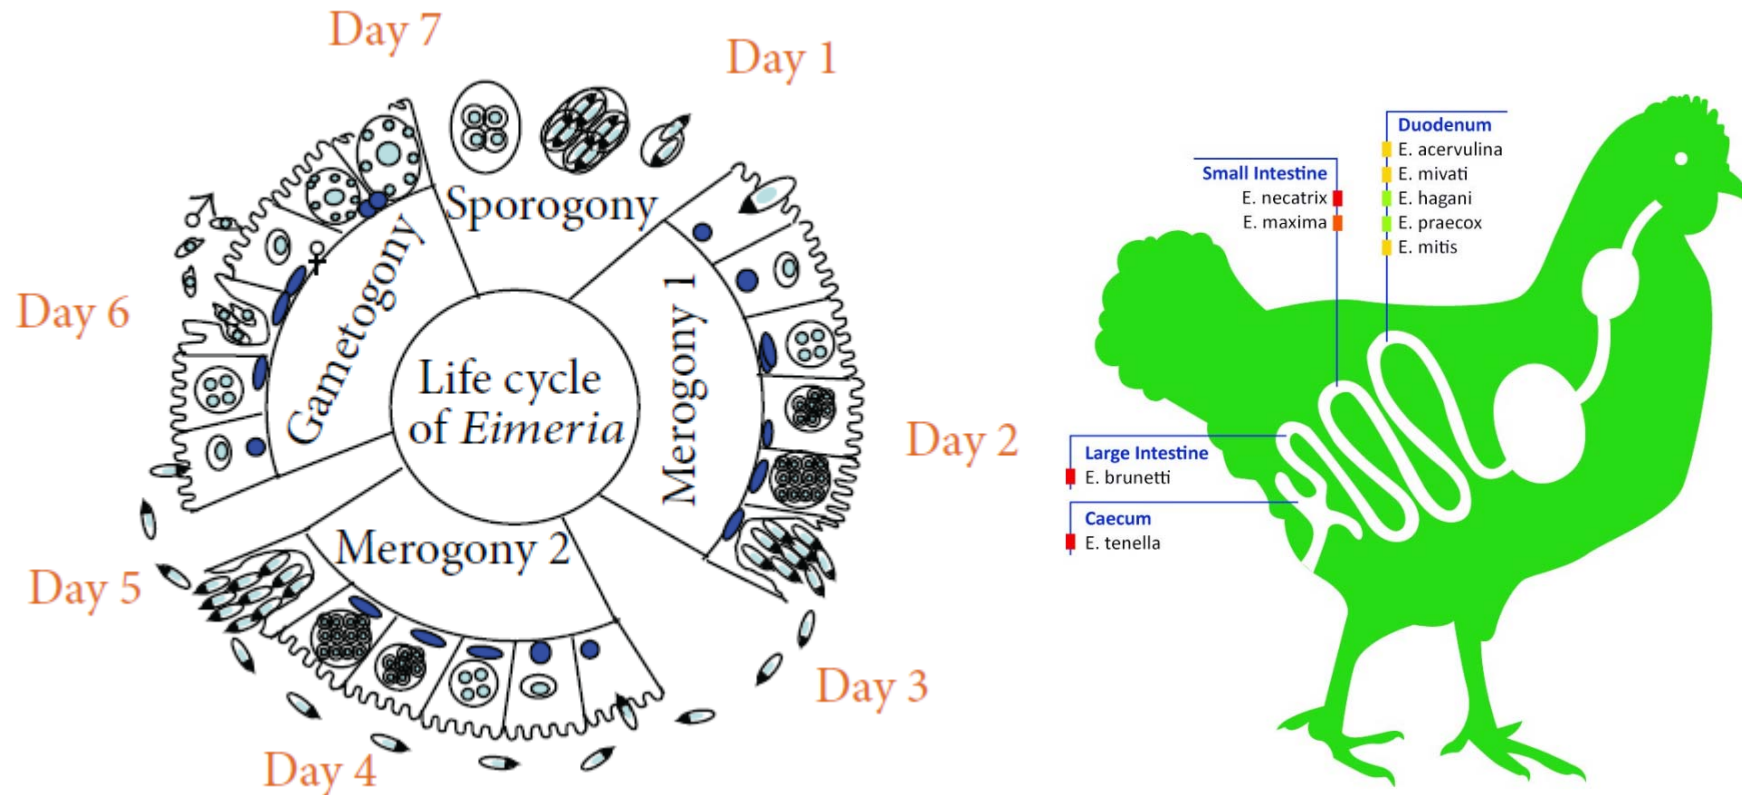 Day 7
Day 1
Sporogony
Merogony 1
Day 2
Day 3
Merogony 2
Day 4
Day 5
Gametogony
Day 6
Life cycle
of Eimeria
Duodenum
E. acervulina
E. mivati
E. hagani
E. praecox
E. mitis
Small Intestine
E. necatrix
E. maxima
Large Intestine
E. brunetti
Caecum
E. tenella